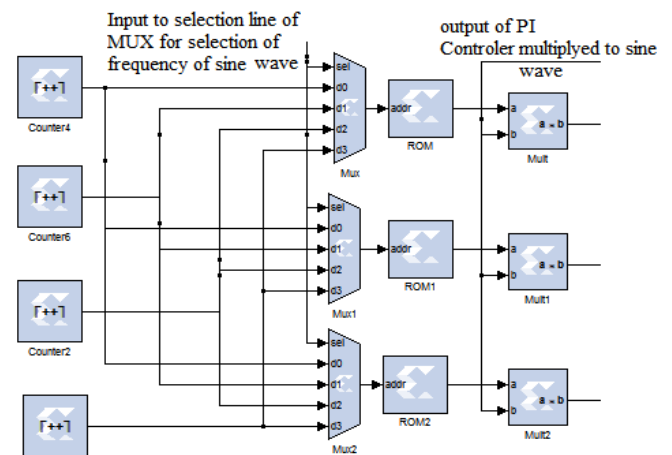 Input to selection line of
MUX for selection of
frequency of sine wave
output of PI
Controler multiplyed to sine
wave
[++]
Counter4
[++]
Counter6
[++]
Counter2
[++]
sel
d0
d1
d2
d3
Mux
addr
ROM
a
b
a × b
Mult
sel
d0
d1
d2
d3
Mux1
addr
ROM1
a
b
a × b
Mult1
sel
d0
d1
d2
d3
Mux2
addr
ROM2
a
b
a × b
Mult2